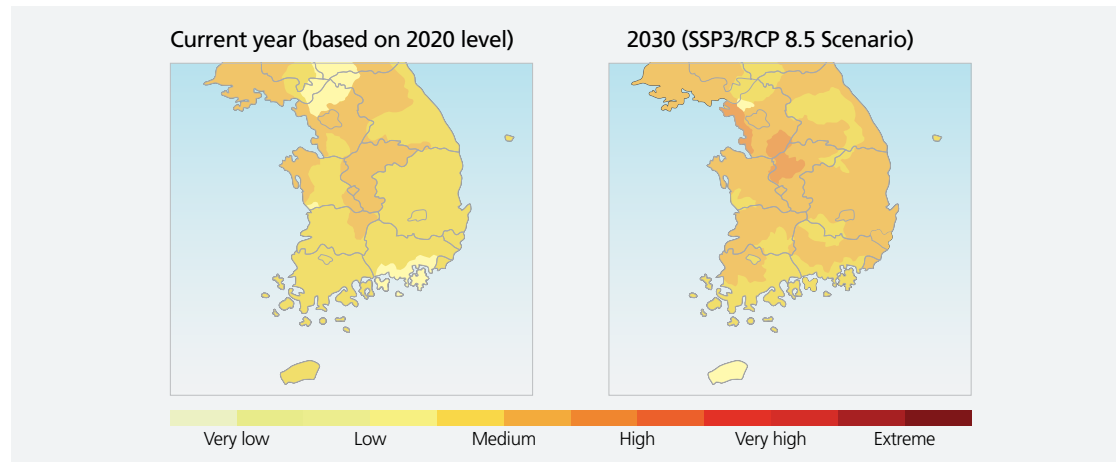 Current year (based on 2020 level)
2030 (SSP3/RCP 8.5 Scenario)
Very low
Low
Medium
High
Very high
Extreme